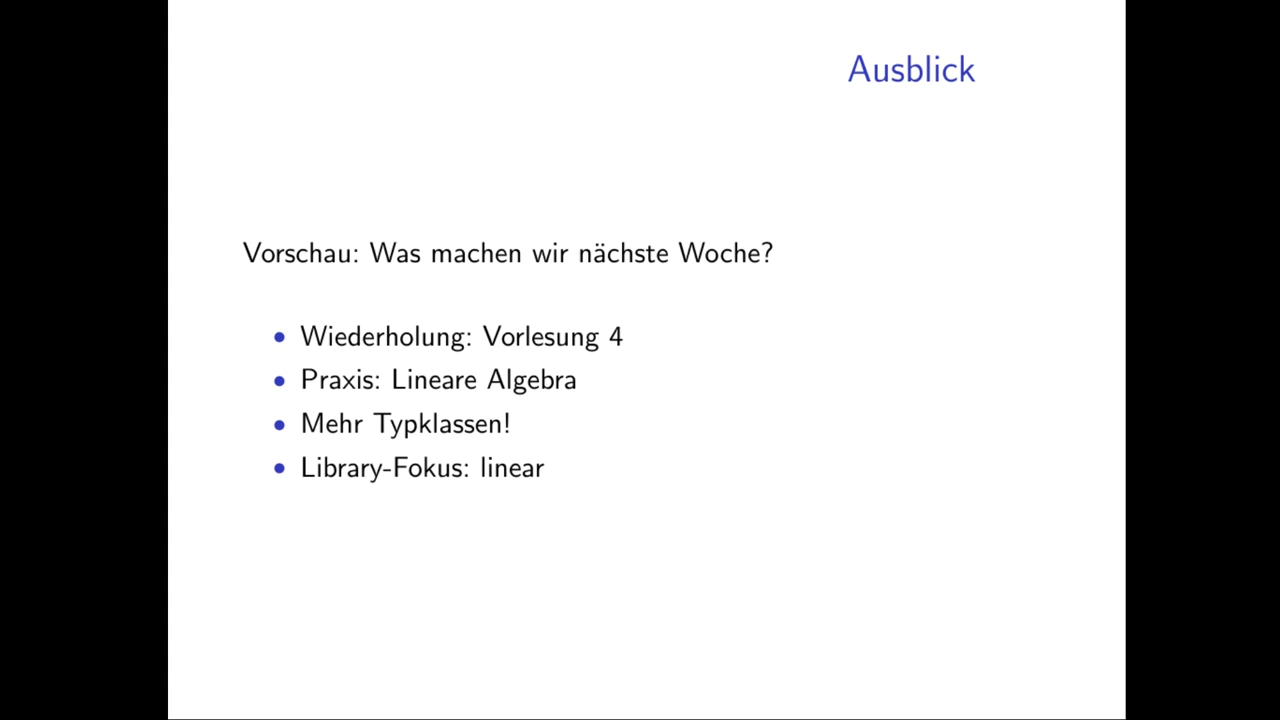 Ausblick
Vorschau: Was machen wir nächste Woche?
• Wiederholung: Vorlesung 4
• Praxis: Lineare Algebra
• Mehr Typklassen!
• Library-Fokus: linear